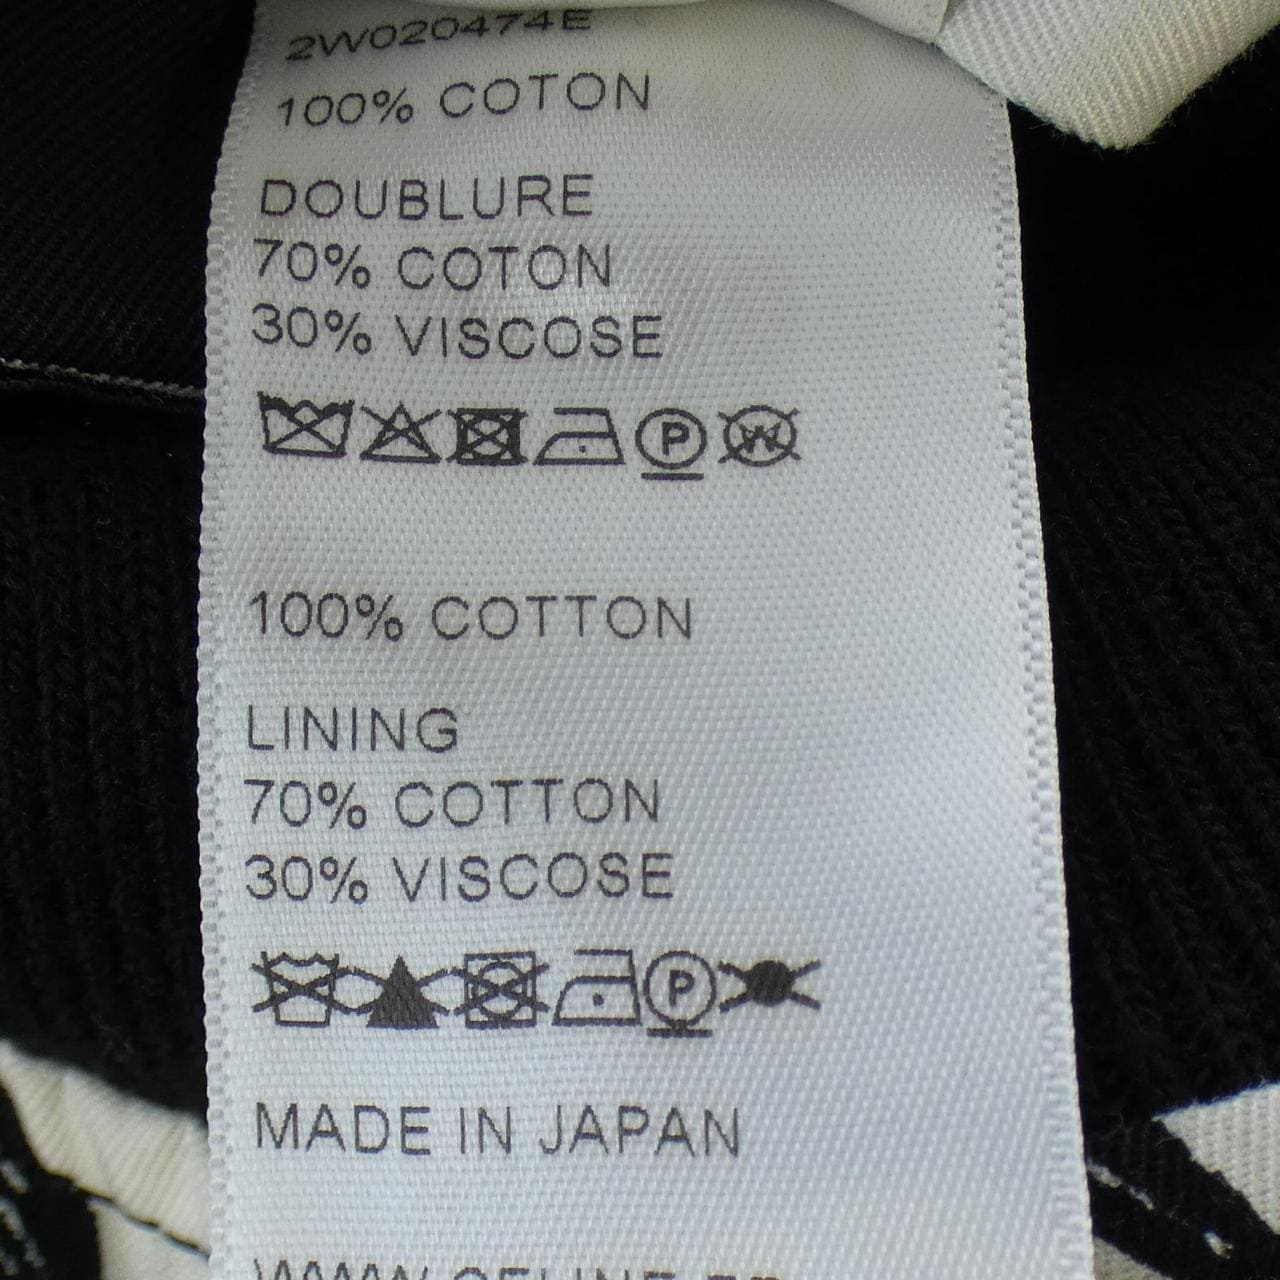 2W020474E
100% COTON
DOUBLURE
70% COTON
30% VISCOSE
P W
100% COTTON
LINING
70% COTTON
30% VISCOSE
P
MADE IN JAPAN